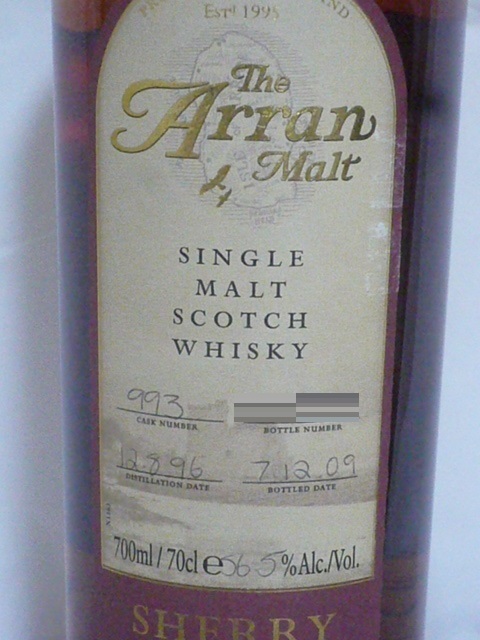 Estd 1995
The
Arran
Malt
SINGLE
MALT
SCOTCH
WHISKY
993
CASK NUMBER
BOTTLE NUMBER
12.8.96 7.12.09
DISTILLATION DATE BOTTLED DATE
700ml / 70cl e 56.5 %Alc./Vol.
SHERRY